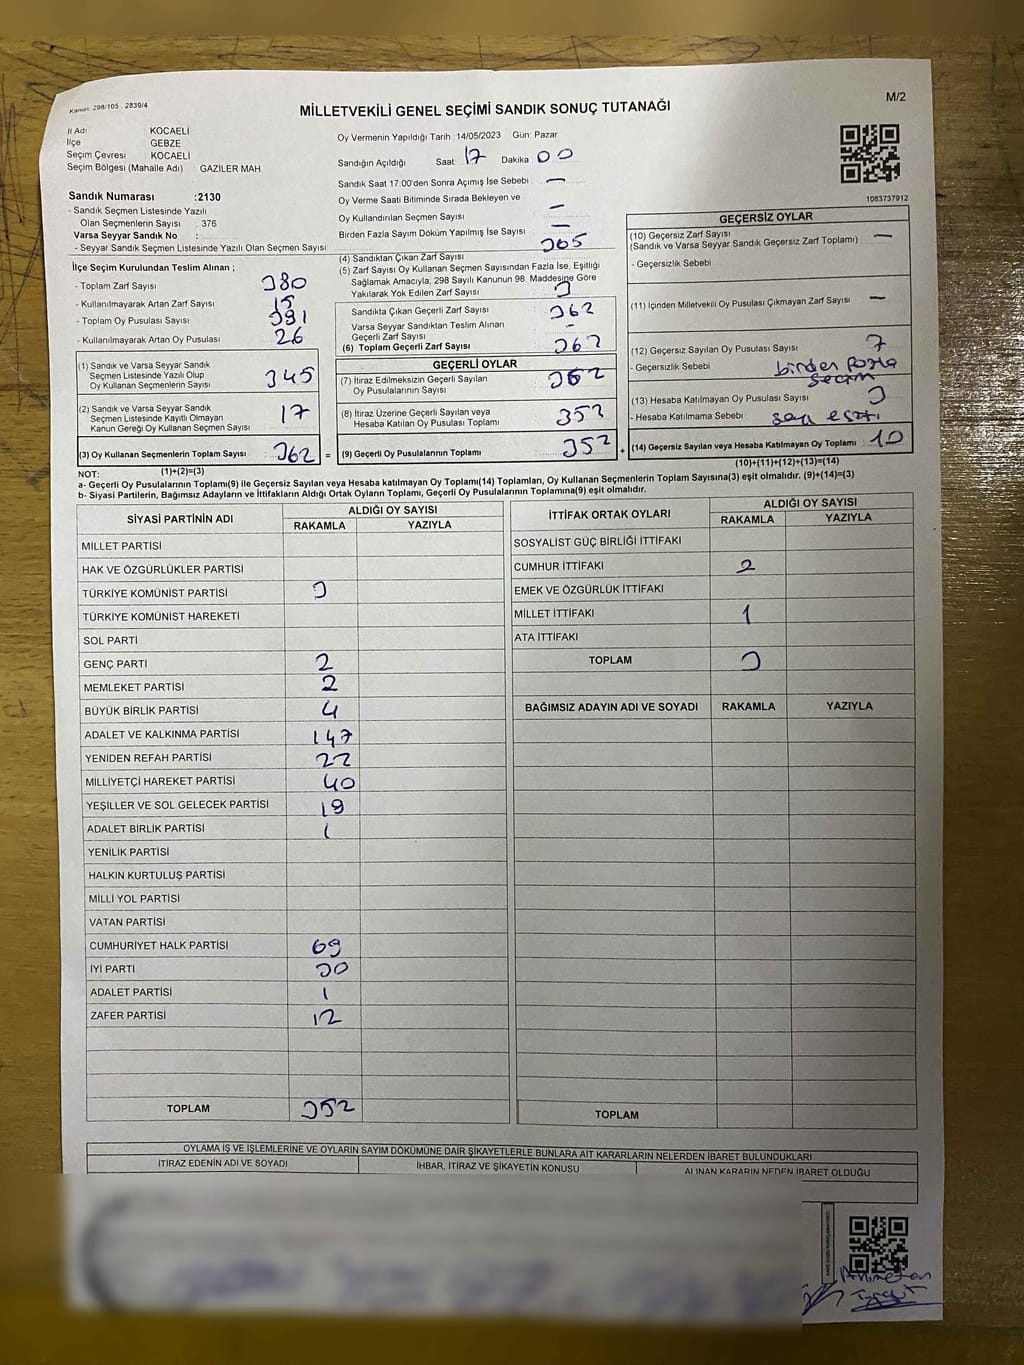 Kanun: 298/105 2839/4
MİLLETVEKİLİ GENEL SEÇİMİ SANDIK SONUÇ TUTANAĞI
M/2
İl Adı KOCAELİ
İlçe GEBZE
Seçim Çevresi KOCAELİ
Seçim Bölgesi (Mahalle Adı) GAZİLER MAH.
Sandık Numarası :2130
- Sandık Seçmen Listesinde Yazılı
Olan Seçmenlerin Sayısı : 376
Varsa Seyyar Sandık No :
- Seyyar Sandık Seçmen Listesinde Yazılı Olan Seçmen Sayısı:
İlçe Seçim Kurulundan Teslim Alınan ;
- Toplam Zarf Sayısı 380
- Kullanılmayarak Artan Zarf Sayısı 15
- Toplam Oy Pusulası Sayısı 391
- Kullanılmayarak Artan Oy Pusulası 26
(1) Sandık ve Varsa Seyyar Sandık
Seçmen Listesinde Yazılı Olup
Oy Kullanan Seçmenlerin Sayısı 345
(2) Sandık ve Varsa Seyyar Sandık
Seçmen Listesinde Kayıtlı Olmayan
Kanun Gereği Oy Kullanan Seçmen Sayısı 17
(3) Oy Kullanan Seçmenlerin Toplam Sayısı 362 =
Oy Vermenin Yapıldığı Tarih :14/05/2023 Gün: Pazar
Sandığın Açıldığı Saat: 17 Dakika 00
Sandık Saat 17:00'den Sonra Açımış İse Sebebi : —
Oy Verme Saati Bitiminde Sırada Bekleyen ve
Oy Kullandırılan Seçmen Sayısı —
Birden Fazla Sayım Döküm Yapılmış İse Sayısı : —
(4) Sandıktan Çıkan Zarf Sayısı 365
(5) Zarf Sayısı Oy Kullanan Seçmen Sayısından Fazla İse, Eşitliği
Sağlamak Amacıyla, 298 Sayılı Kanunun 98. Maddesine Göre
Yakılarak Yok Edilen Zarf Sayısı 3
Sandıkta Çıkan Geçerli Zarf Sayısı 362
Varsa Seyyar Sandıktan Teslim Alınan
Geçerli Zarf Sayısı : -
(6) Toplam Geçerli Zarf Sayısı 362
GEÇERLİ OYLAR
(7) İtiraz Edilmeksizin Geçerli Sayılan
Oy Pusulalarının Sayısı 352
(8) İtiraz Üzerine Geçerli Sayılan veya
Hesaba Katılan Oy Pusulası Toplamı 352
(9) Geçerli Oy Pusulalarının Toplamı 352 +
1083737912
GEÇERSİZ OYLAR
(10) Geçersiz Zarf Sayısı —
(Sandık ve Varsa Seyyar Sandık Geçersiz Zarf Toplamı)
- Geçersizlik Sebebi
(11) İçinden Milletvekili Oy Pusulası Çıkmayan Zarf Sayısı —
(12) Geçersiz Sayılan Oy Pusulası Sayısı 7
- Geçersizlik Sebebi birden fazla
seçim
(13) Hesaba Katılmayan Oy Pusulası Sayısı 3
- Hesaba Katılmama Sebebi
(14) Geçersiz Sayılan veya Hesaba Katılmayan Oy Toplamı : 10
NOT: (1)+(2)=(3) (10)+(11)+(12)+(13)=(14)
a- Geçerli Oy Pusulalarının Toplamı(9) ile Geçersiz Sayılan veya Hesaba katılmayan Oy Toplamı(14) Toplamları, Oy Kullanan Seçmenlerin Toplam Sayısına(3) eşit olmalıdır. (9)+(14)=(3)
b- Siyasi Partilerin, Bağımsız Adayların ve İttifakların Aldığı Ortak Oyların Toplamı, Geçerli Oy Pusulalarının Toplamına(9) eşit olmalıdır.
SİYASİ PARTİNİN ADI ALDIĞI OY SAYISI
RAKAMLA YAZIYLA
MİLLET PARTİSİ
HAK VE ÖZGÜRLÜKLER PARTİSİ
TÜRKİYE KOMÜNİST PARTİSİ 3
TÜRKİYE KOMÜNİST HAREKETİ
SOL PARTİ
GENÇ PARTİ 2
MEMLEKET PARTİSİ 2
BÜYÜK BİRLİK PARTİSİ 4
ADALET VE KALKINMA PARTİSİ 147
YENİDEN REFAH PARTİSİ 22
MİLLİYETÇİ HAREKET PARTİSİ 40
YEŞİLLER VE SOL GELECEK PARTİSİ 19
ADALET BİRLİK PARTİSİ 1
YENİLİK PARTİSİ
HALKIN KURTULUŞ PARTİSİ
MİLLİ YOL PARTİSİ
VATAN PARTİSİ
CUMHURİYET HALK PARTİSİ 69
İYİ PARTİ 30
ADALET PARTİSİ 1
ZAFER PARTİSİ 12
TOPLAM 352
İTTİFAK ORTAK OYLARI ALDIĞI OY SAYISI
RAKAMLA YAZIYLA
SOSYALİST GÜÇ BİRLİĞİ İTTİFAKI
CUMHUR İTTİFAKI 2
EMEK VE ÖZGÜRLÜK İTTİFAKI
MİLLET İTTİFAKI 1
ATA İTTİFAKI
TOPLAM 3
BAĞIMSIZ ADAYIN ADI VE SOYADI RAKAMLA YAZIYLA
TOPLAM
OYLAMA İŞ VE İŞLEMLERİNE VE OYLARIN SAYIM DÖKÜMÜNE DAİR ŞİKAYETLERLE BUNLARA AİT KARARLARIN NELERDEN İBARET BULUNDUKLARI
İTİRAZ EDENİN ADI VE SOYADI İHBAR, İTİRAZ VE ŞİKAYETİN KONUSU ALINAN KARARIN NEDEN İBARET OLDUĞU